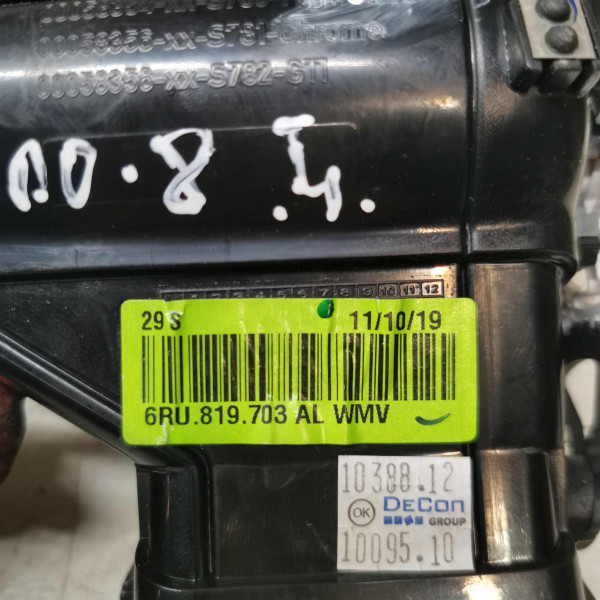 00058356-xx-S781-chrome
00058356-xx-S782-GTI
00.8 I.
29 S 11/10/19
6RU.819.703 AL WMV
10388.12
OK DeCon
GROUP
10095.10